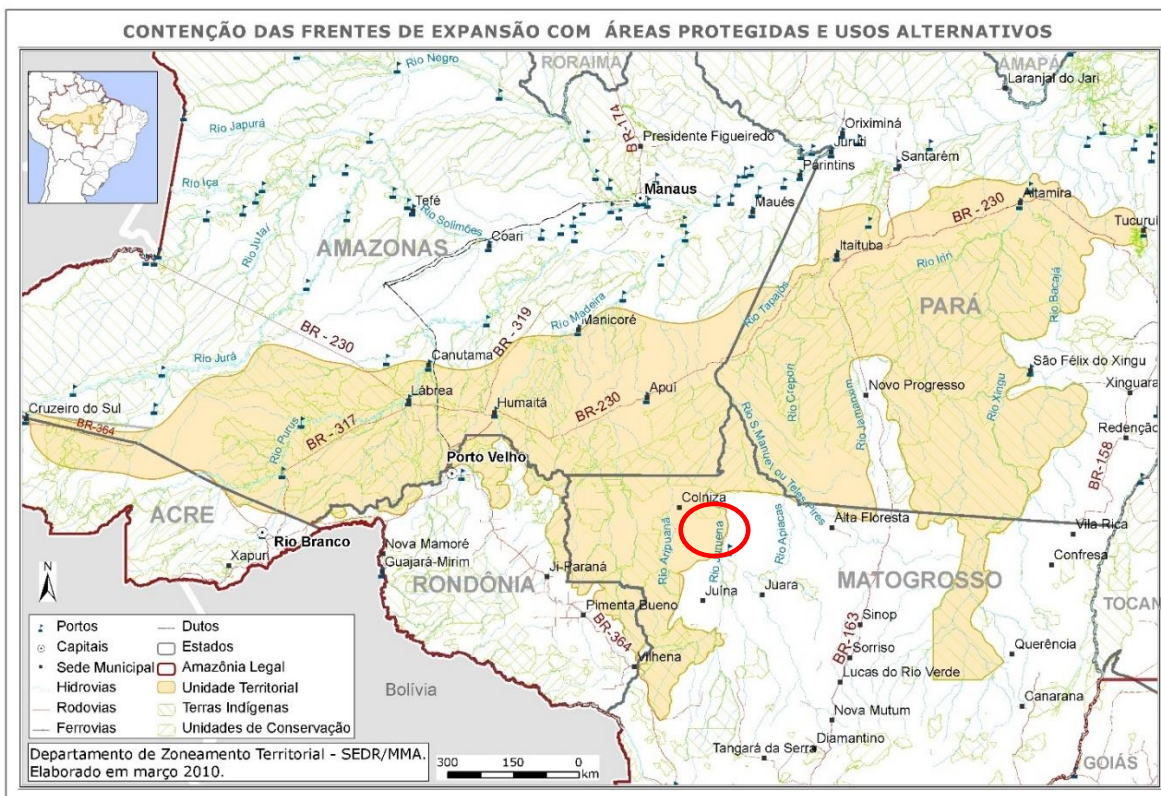 CONTENÇÃO DAS FRENTES DE EXPANSÃO COM ÁREAS PROTEGIDAS E USOS ALTERNATIVOS
RORAIMA
AMAPÁ
Rio Negro
Laranjal do Jari
Rio Japurá
BR-174
Presidente Figueiredo
Oriximiná
Juruti
Parintins
Santarém
Rio Içá
Tefé
Manaus
Maués
Altamira
Rio Jutaí
Rio Solimões
Coari
BR - 230
Tucuruí
AMAZONAS
Itaituba
Rio Iriri
Rio Bacajá
PARÁ
BR - 319
Rio Madeira
Manicoré
Rio Tapajós
BR - 230
Rio Juruá
Canutama
São Félix do Xingu
Lábrea
Apuí
Rio Crepori
Novo Progresso
Xinguara
Cruzeiro do Sul
BR-364
Humaitá
BR-230
Rio Jamanxim
Rio Xingu
Rio Purus
BR - 317
Rio S.Manuel ou Teles Pires
Redenção
BR-158
Porto Velho
ACRE
Colniza
Rio Branco
Alta Floresta
Vila Rica
Xapuri
Nova Mamoré
Guajará-Mirim
Rio Aripuanã
Rio Juruena
Rio Apiacas
Confresa
N
RONDÔNIA
Ji-Paraná
Juína
Juara
MATOGROSSO
TOCAN
Pimenta Bueno
Sinop
BR-364
BR-163
Sorriso
Querência
Vilhena
Lucas do Rio Verde
Bolívia
Canarana
Nova Mutum
Diamantino
Tangará da Serra
GOIÁS
Portos
Dutos
Capitais
Estados
Sede Municipal
Amazônia Legal
Hidrovias
Unidade Territorial
Rodovias
Terras Indígenas
Ferrovias
Unidades de Conservação
Departamento de Zoneamento Territorial - SEDR/MMA.
Elaborado em março 2010.
300 150 0
km